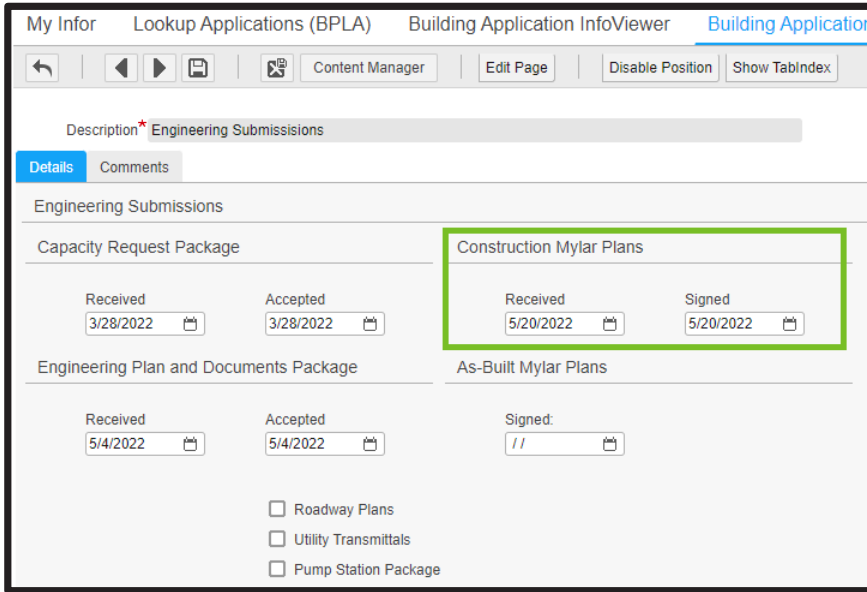 My Infor Lookup Applications (BPLA) Building Application InfoViewer Building Application
Content Manager Edit Page Disable Position Show TabIndex
Description* Engineering Submissisions
Details Comments
Engineering Submissions
Capacity Request Package Construction Mylar Plans
Received Accepted Received Signed
3/28/2022 3/28/2022 5/20/2022 5/20/2022
Engineering Plan and Documents Package As-Built Mylar Plans
Received Accepted Signed:
5/4/2022 5/4/2022 / /
Roadway Plans
Utility Transmittals
Pump Station Package